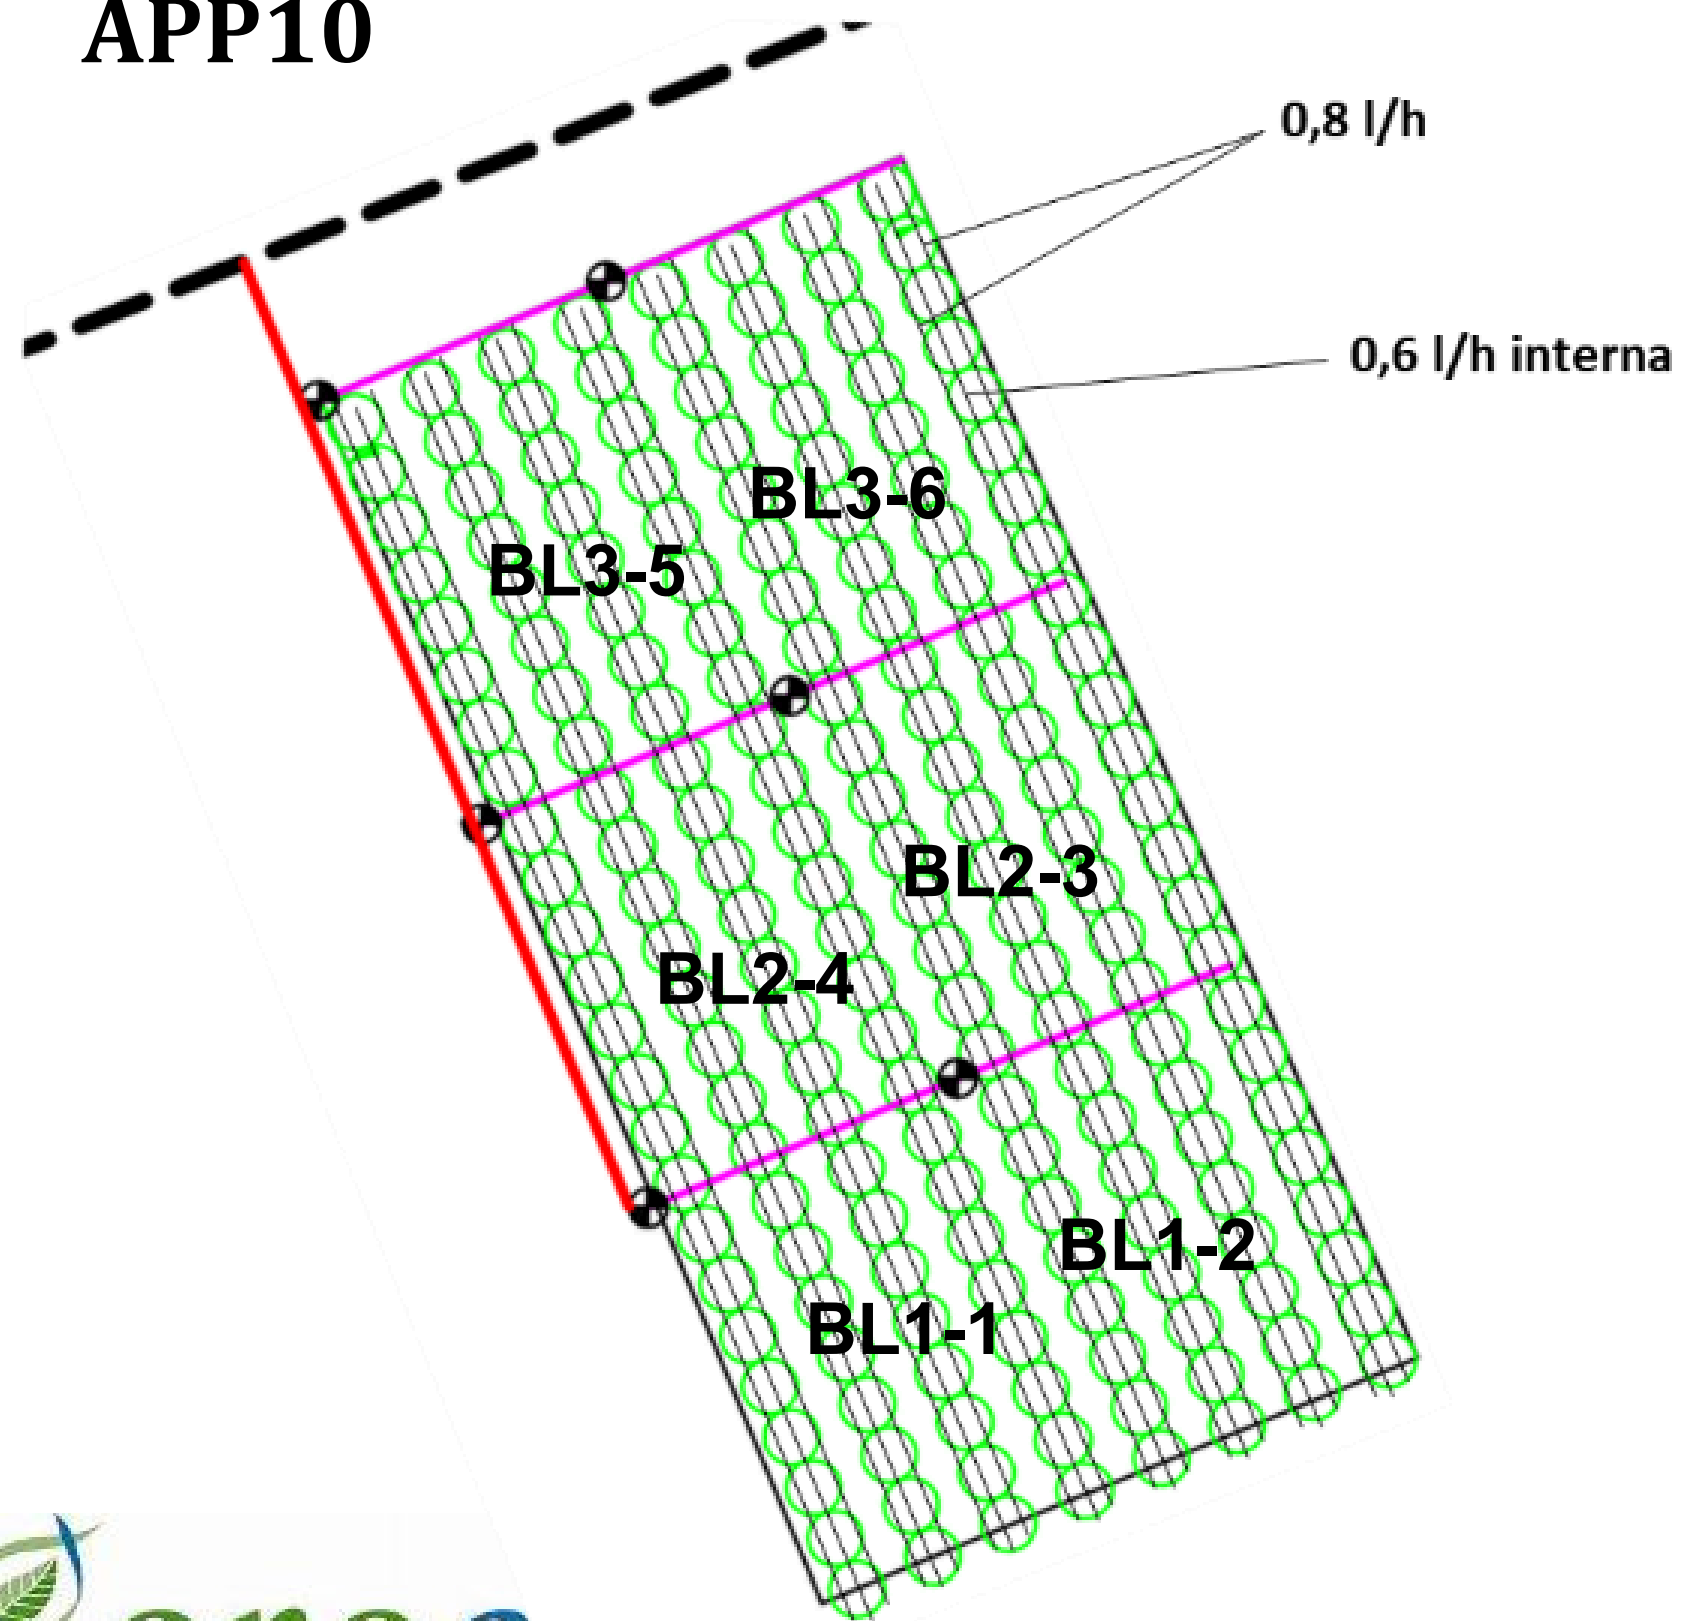 APP10
0,8 l/h
0,6 l/h interna
BL3-6
BL3-5
BL2-3
BL2-4
BL1-2
BL1-1